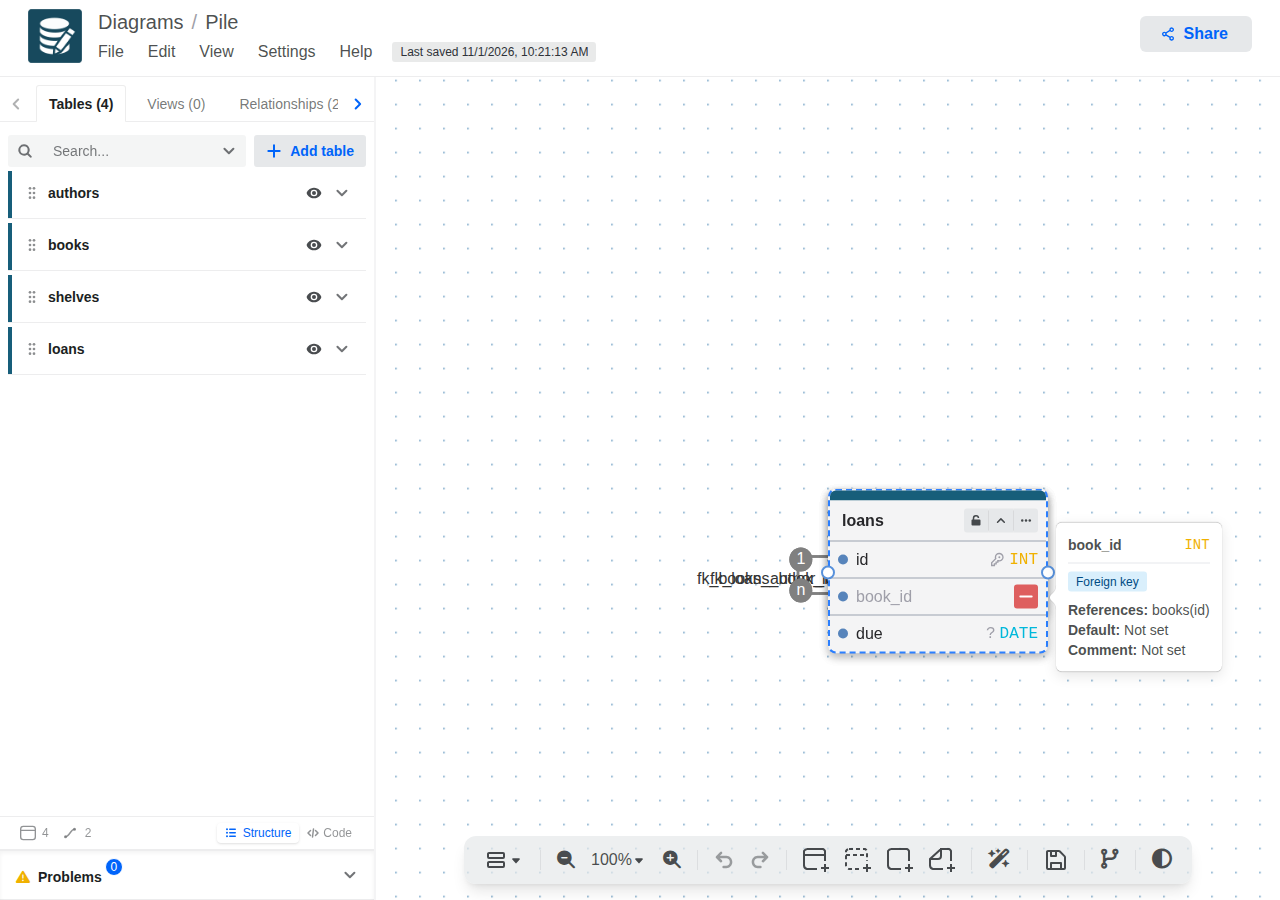 Diagrams / Pile
File Edit View Settings Help Last saved 11/1/2026, 10:21:13 AM
Share
Tables (4) Views (0) Relationships (2
Search... Add table
authors
books
shelves
loans
loans
1
id INT
n
book_id
due ? DATE
book_id INT
Foreign key
References: books(id)
Default: Not set
Comment: Not set
4 2 Structure Code
Problems 0
100%